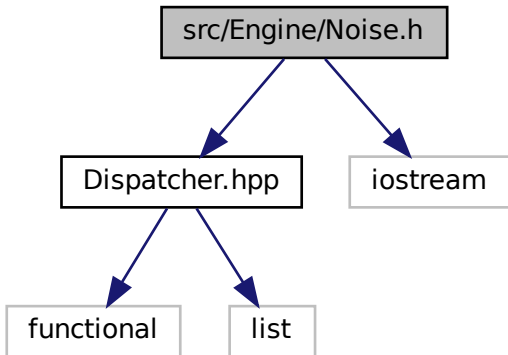 src/Engine/Noise.h
Dispatcher.hpp
iostream
functional
list